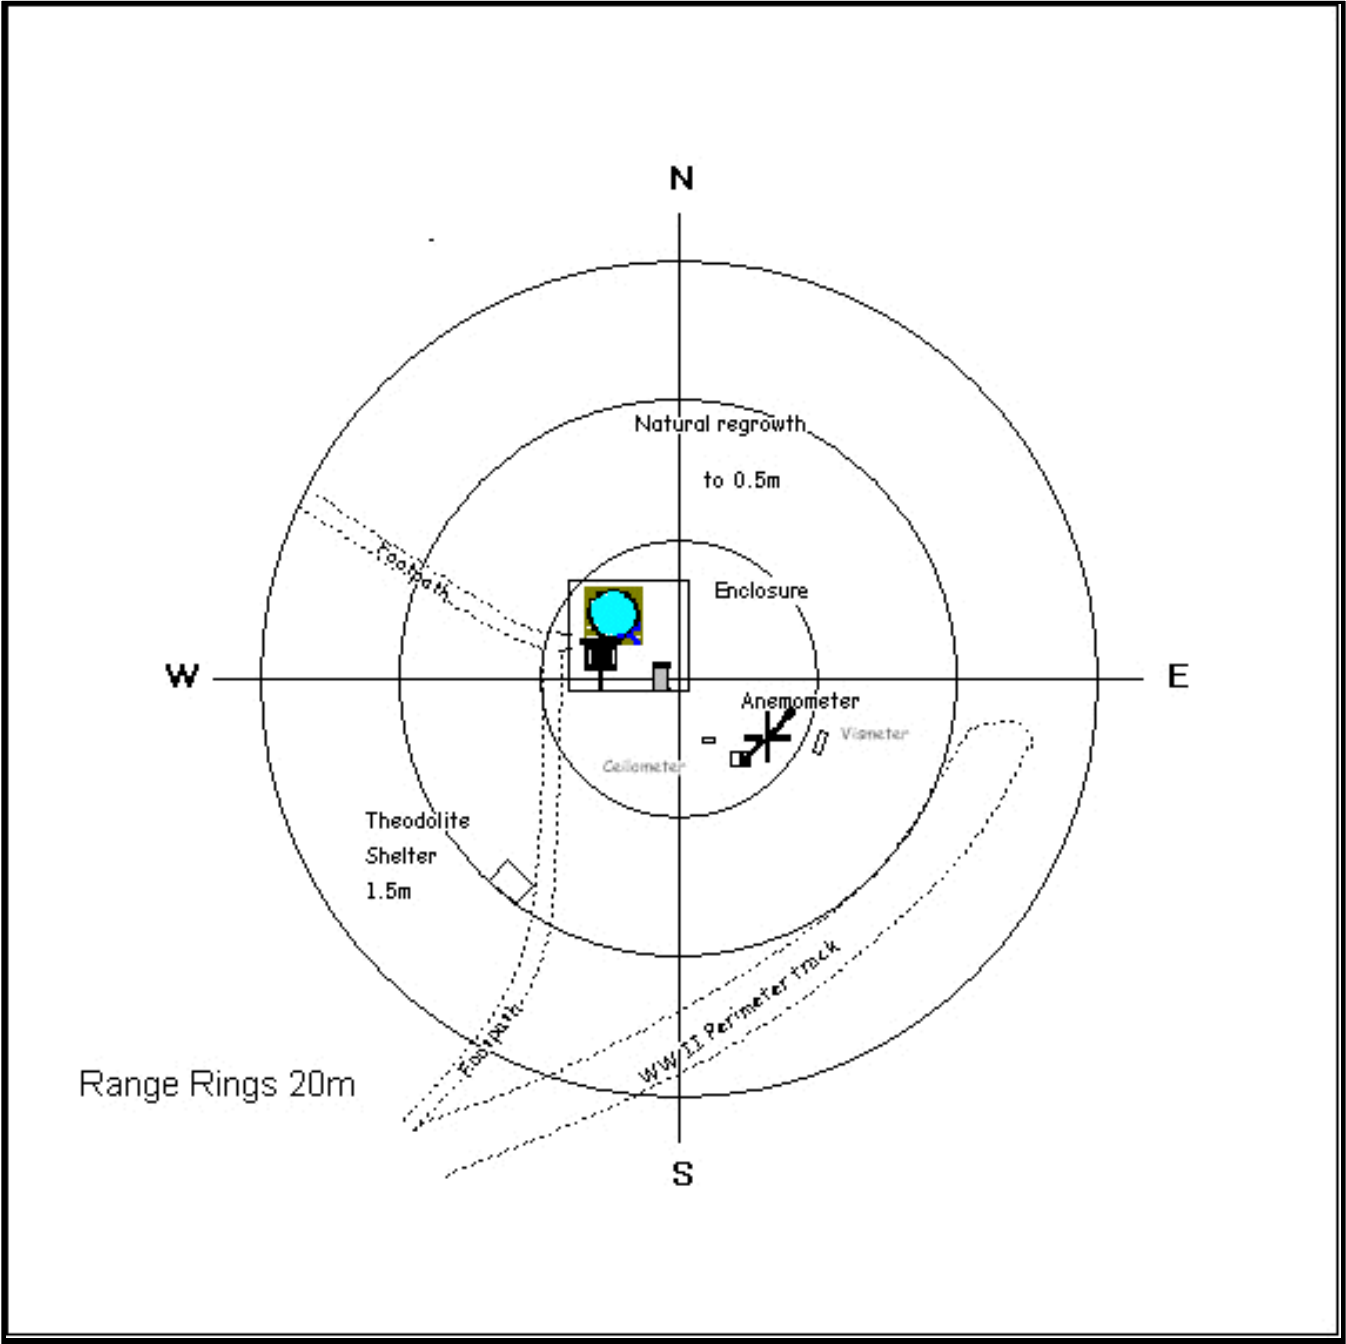 N
Natural regrowth
to 0.5m
Footpath
Enclosure
W
E
Anemometer
Vismeter
Ceilometer
Theodolite
Shelter
1.5m
WW II Perimeter track
Footpath
Range Rings 20m
S